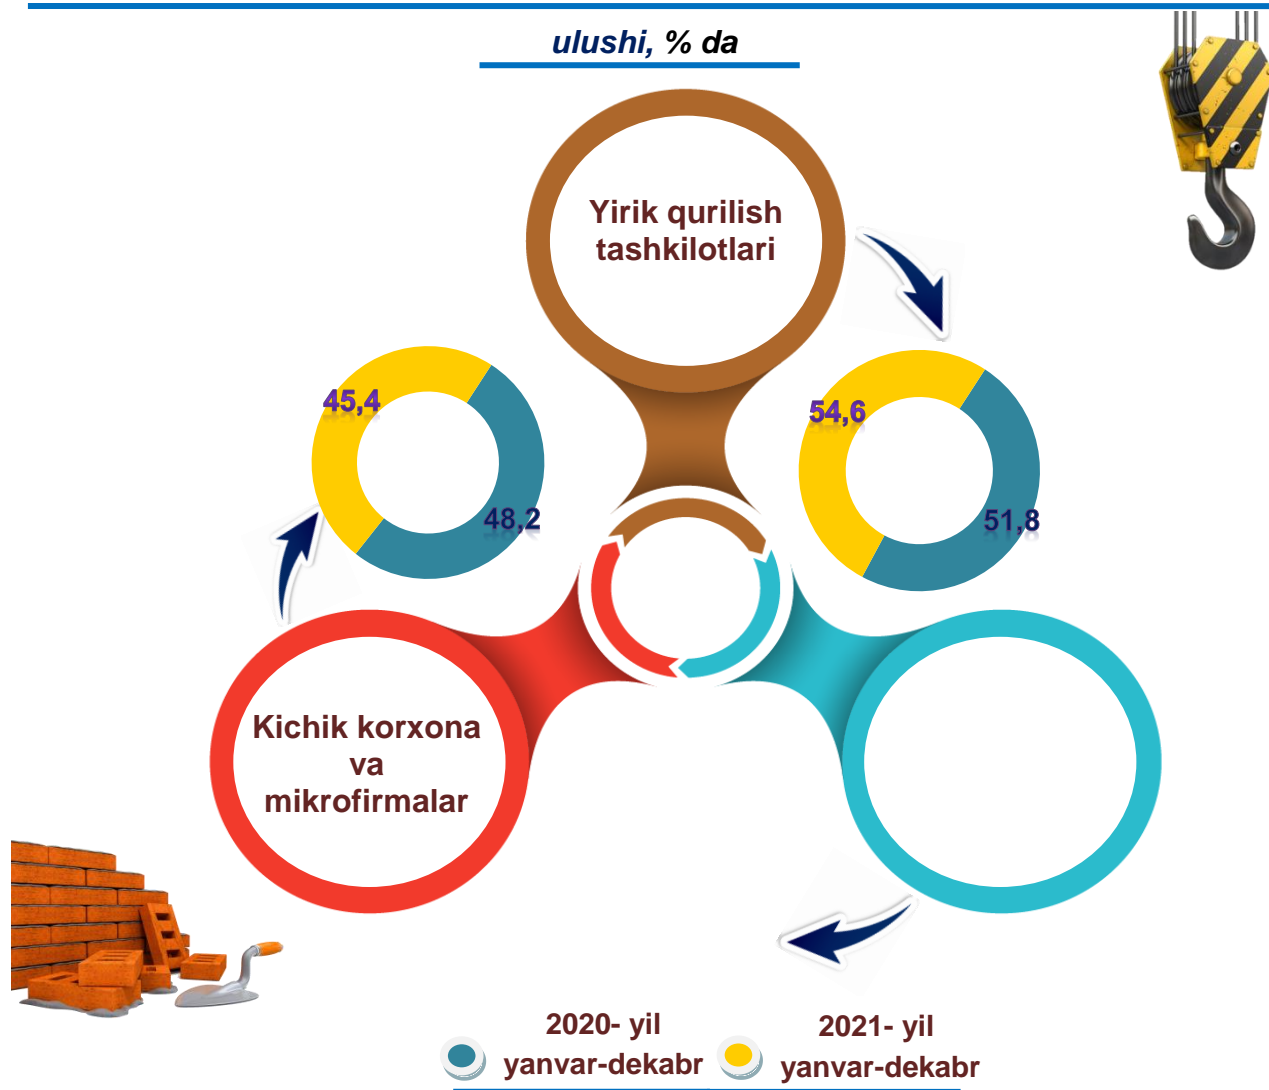 ulushi, % da
Yirik qurilish
tashkilotlari
45,4
48,2
54,6
51,8
Kichik korxona
va
mikrofirmalar
2020- yil
yanvar-dekabr
2021- yil
yanvar-dekabr